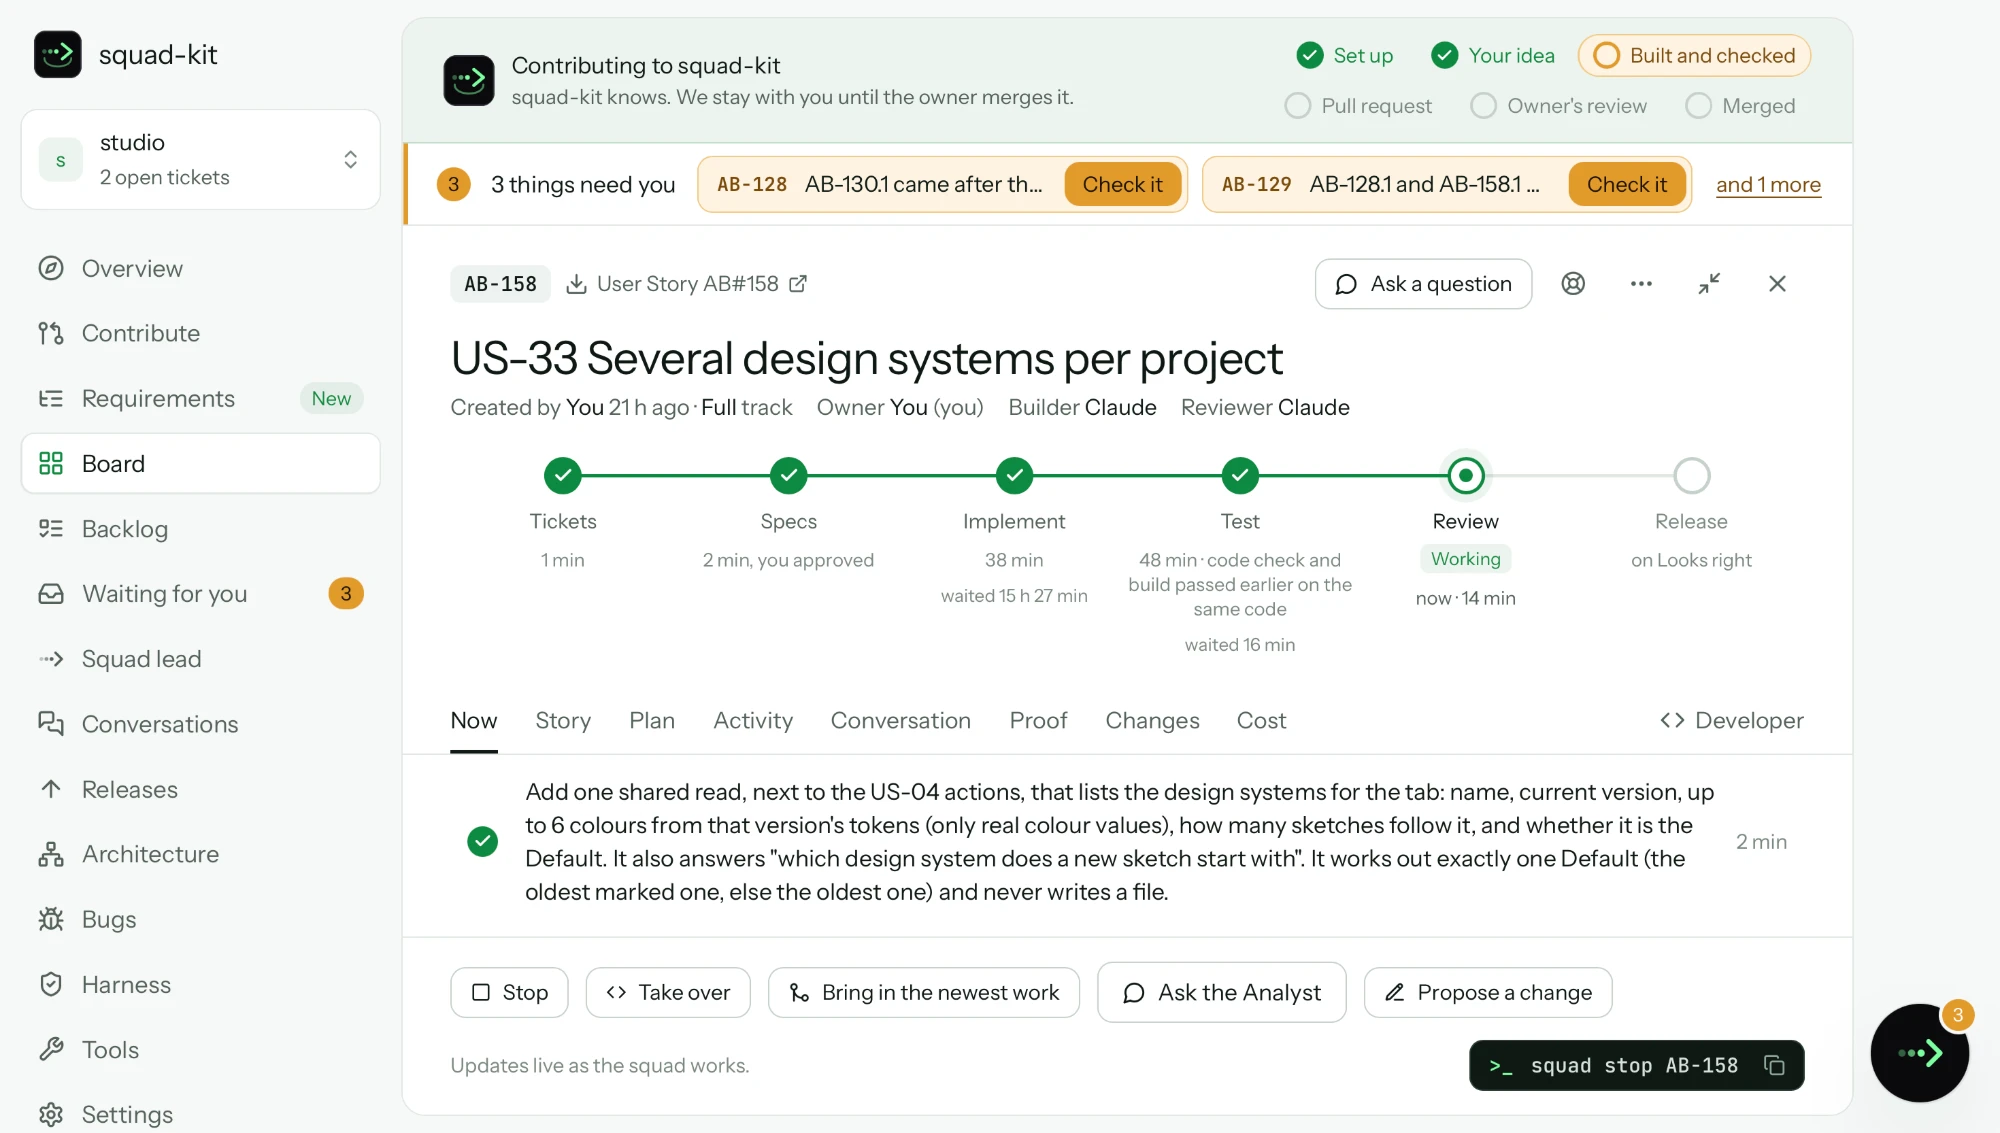 squad-kit
s
studio
2 open tickets
Overview
Contribute
Requirements New
Board
Backlog
Waiting for you 3
Squad lead
Conversations
Releases
Architecture
Bugs
Harness
Tools
Settings
Contributing to squad-kit
squad-kit knows. We stay with you until the owner merges it.
Set up Your idea Built and checked
Pull request Owner's review Merged
3 3 things need you AB-128 AB-130.1 came after th... Check it AB-129 AB-128.1 and AB-158.1 ... Check it and 1 more
AB-158 User Story AB#158 Ask a question
US-33 Several design systems per project
Created by You 21 h ago · Full track Owner You (you) Builder Claude Reviewer Claude
Tickets
1 min
Specs
2 min, you approved
Implement
38 min
waited 15 h 27 min
Test
48 min · code check and
build passed earlier on the
same code
waited 16 min
Review
Working
now · 14 min
Release
on Looks right
Now Story Plan Activity Conversation Proof Changes Cost Developer
Add one shared read, next to the US-04 actions, that lists the design systems for the tab: name, current version, up
to 6 colours from that version's tokens (only real colour values), how many sketches follow it, and whether it is the
Default. It also answers "which design system does a new sketch start with". It works out exactly one Default (the
oldest marked one, else the oldest one) and never writes a file.
2 min
Stop Take over Bring in the newest work Ask the Analyst Propose a change
Updates live as the squad works.
>_ squad stop AB-158
3